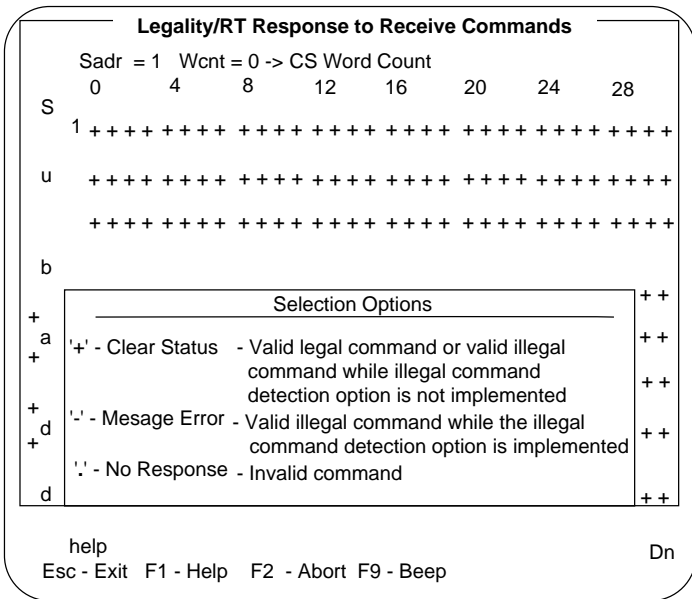 Legality/RT Response to Receive Commands
Sadr = 1 Wcnt = 0 -> CS Word Count
0 4 8 12 16 20 24 28
S
1 + + + + + + + + + + + + + + + + + + + + + + + + + + + + + + + +
u + + + + + + + + + + + + + + + + + + + + + + + + + + + + + + + +
+ + + + + + + + + + + + + + + + + + + + + + + + + + + + + + + +
b
Selection Options + +
+
a '+' - Clear Status - Valid legal command or valid illegal + +
+ command while illegal command
detection option is not implemented + +
+
d '-' - Mesage Error - Valid illegal command while the illegal + +
+ command detection option is implemented
'.' - No Response - Invalid command
d + +
help Dn
Esc - Exit F1 - Help F2 - Abort F9 - Beep